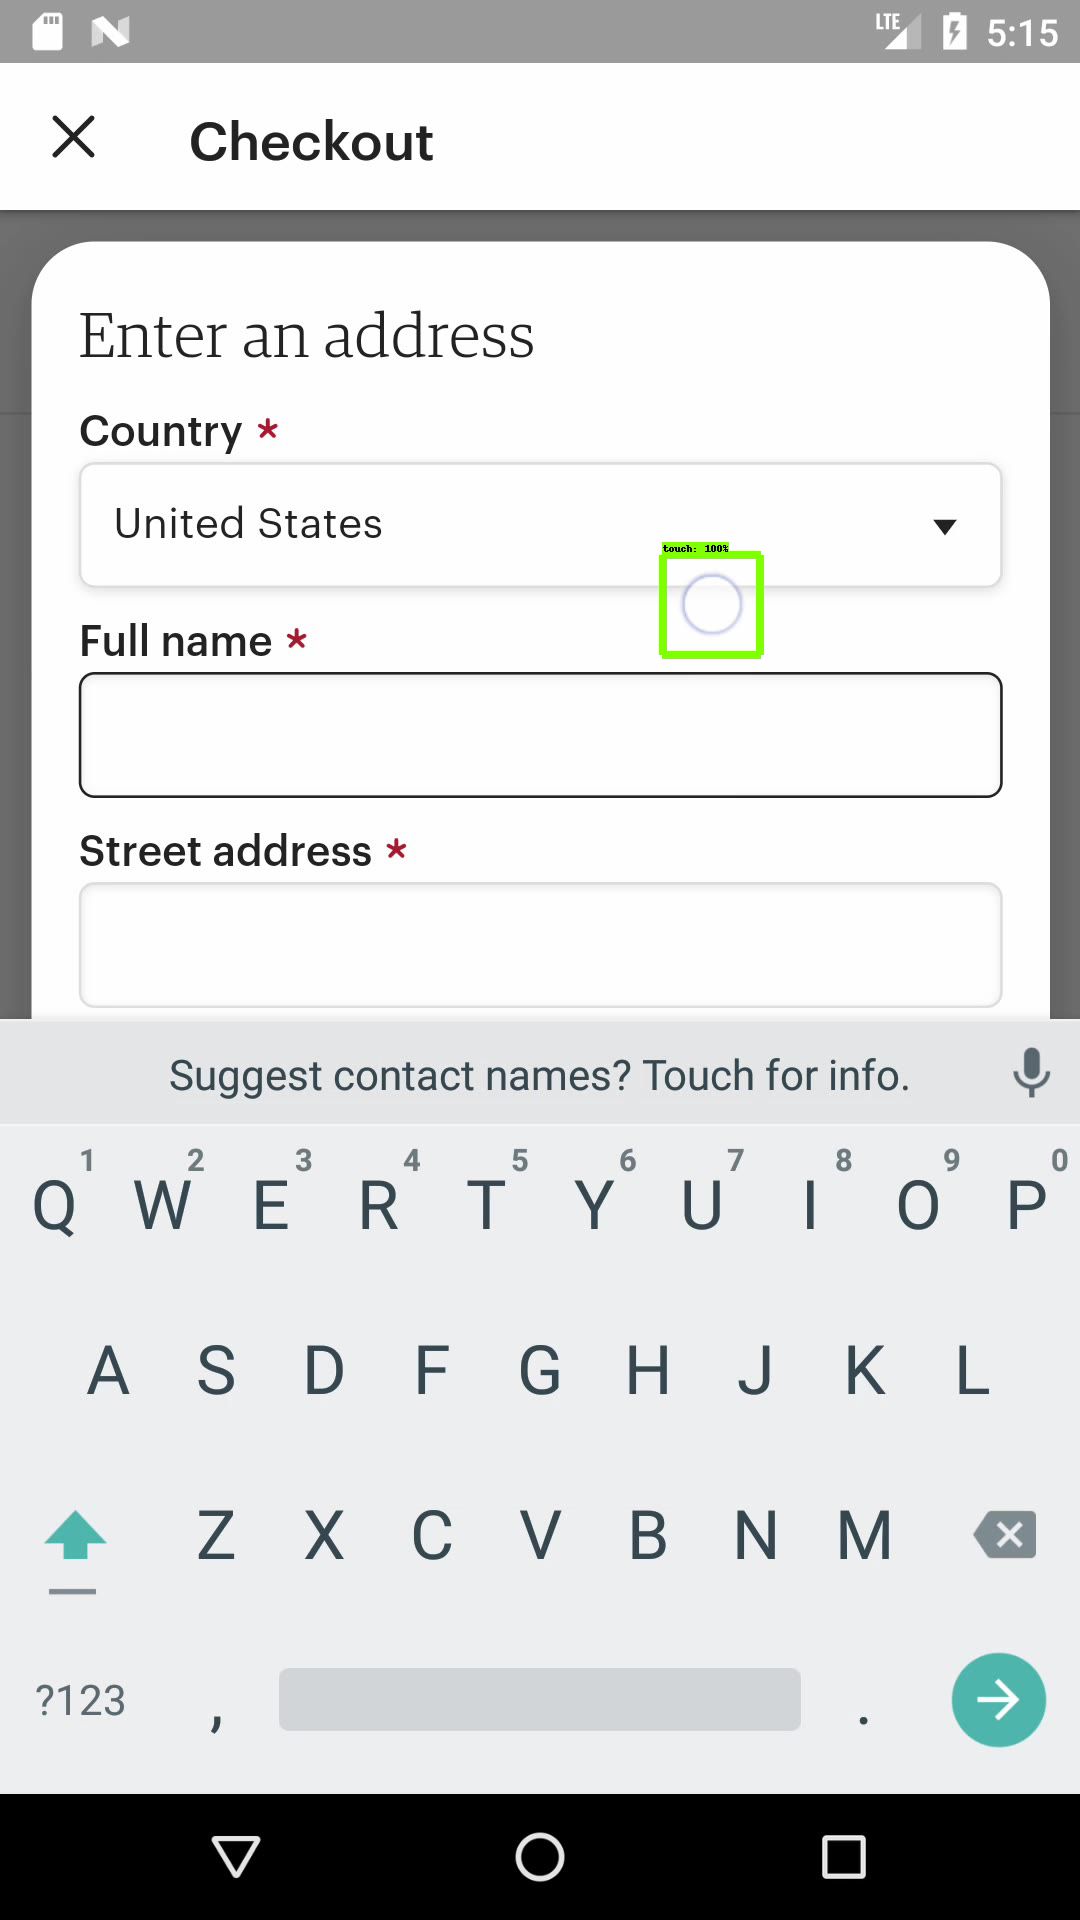 LTE 5:15
Checkout
Enter an address
Country *
United States
touch: 100%
Full name *
Street address *
Suggest contact names? Touch for info.
1 2 3 4 5 6 7 8 9 0
Q W E R T Y U I O P
A S D F G H J K L
Z X C V B N M
?123 , .